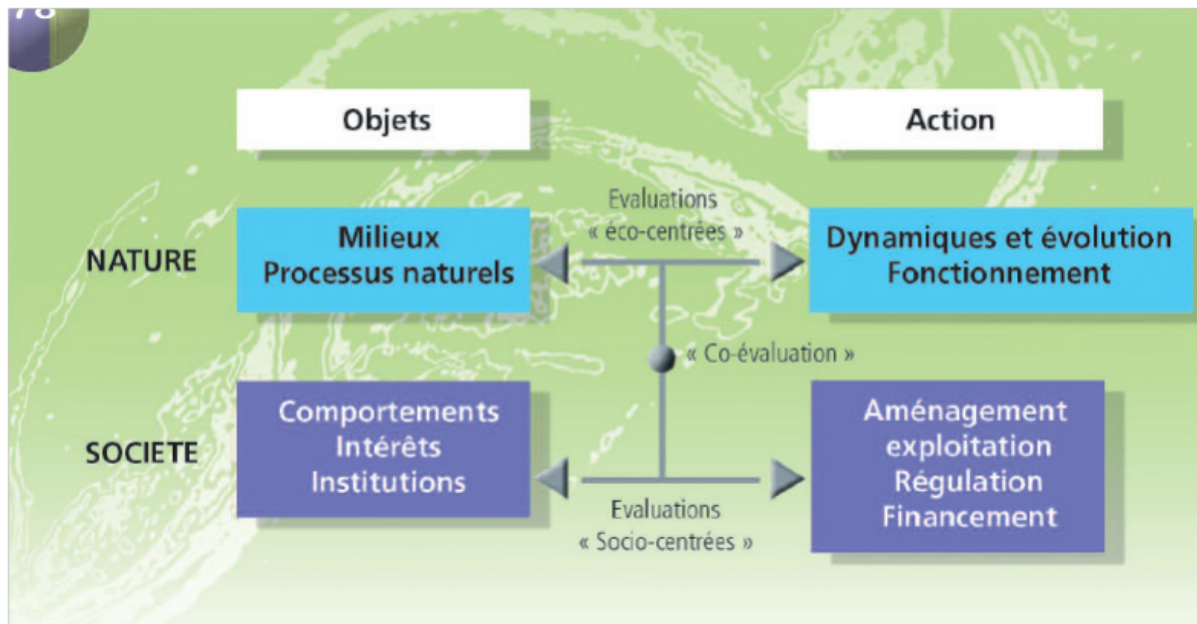 78
Objets
Action
Evaluations
« éco-centrées »
NATURE
Milieux
Processus naturels
Dynamiques et évolution
Fonctionnement
« Co-évaluation »
SOCIETE
Comportements
Intérêts
Institutions
Aménagement
exploitation
Régulation
Financement
Evaluations
« Socio-centrées »